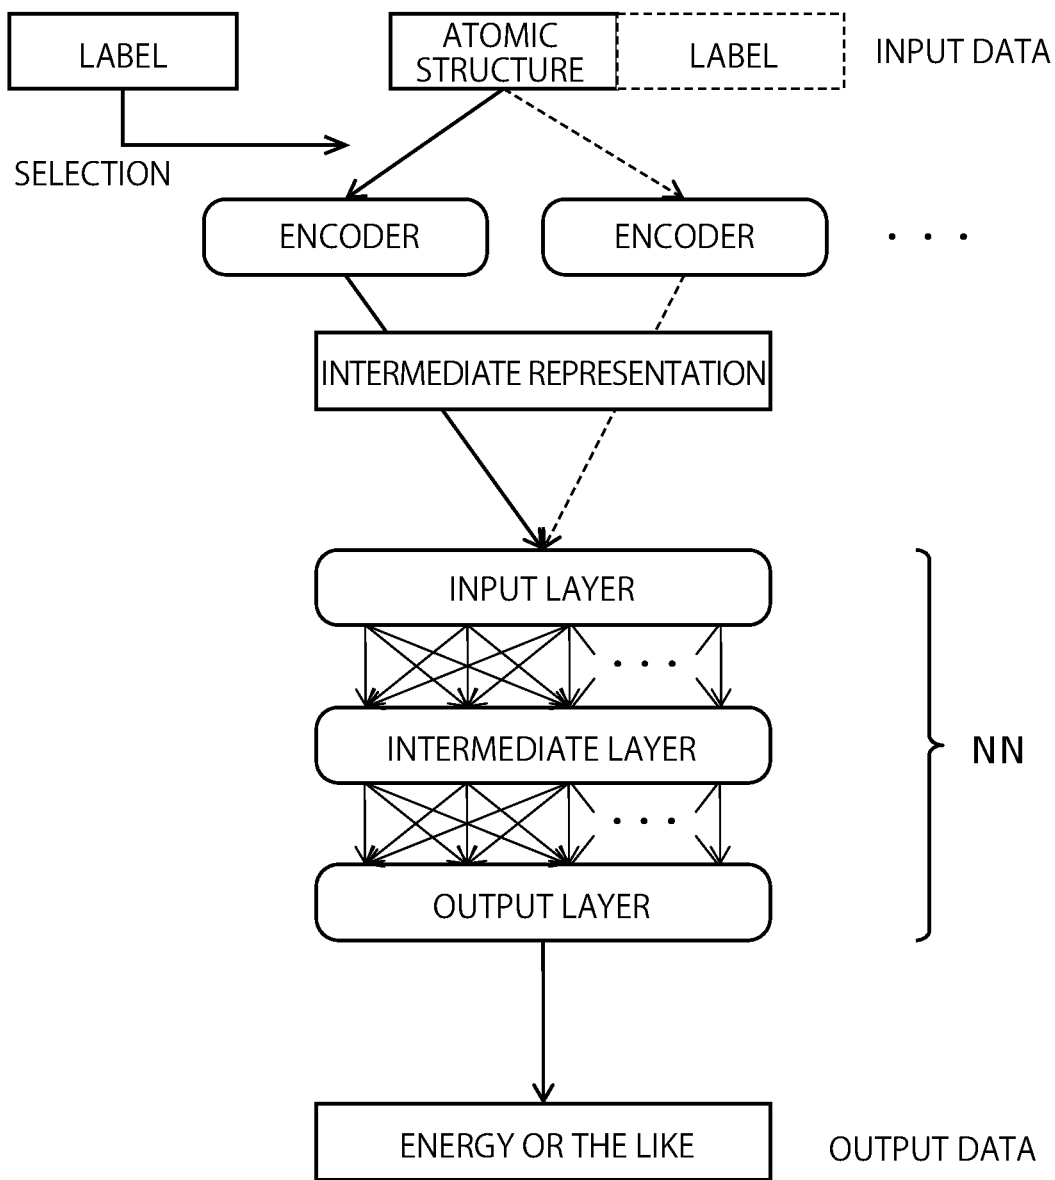 LABEL
ATOMIC
STRUCTURE
LABEL
INPUT DATA
SELECTION
ENCODER
ENCODER
. . .
INTERMEDIATE REPRESENTATION
INPUT LAYER
. . .
INTERMEDIATE LAYER
NN
. . .
OUTPUT LAYER
ENERGY OR THE LIKE
OUTPUT DATA